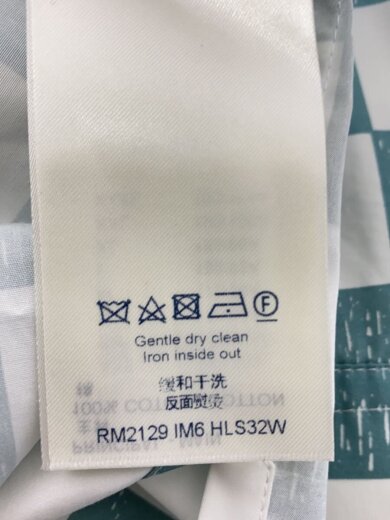 F
Gentle dry clean
Iron inside out
缓和干洗
反面熨烫
RM2129 IM6 HLS32W